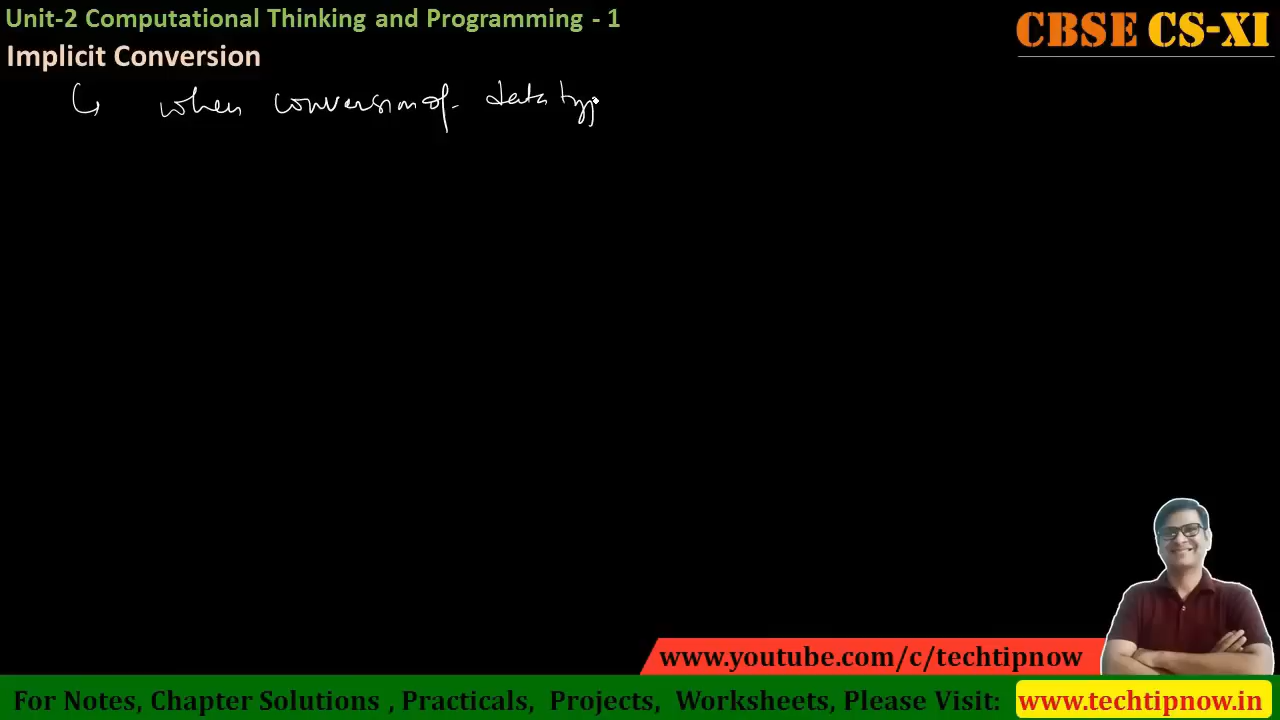 Unit-2 Computational Thinking and Programming - 1
CBSE CS-XI
Implicit Conversion
when conversion of data typ
www.youtube.com/c/techtipnow
For Notes, Chapter Solutions , Practicals, Projects, Worksheets, Please Visit: www.techtipnow.in